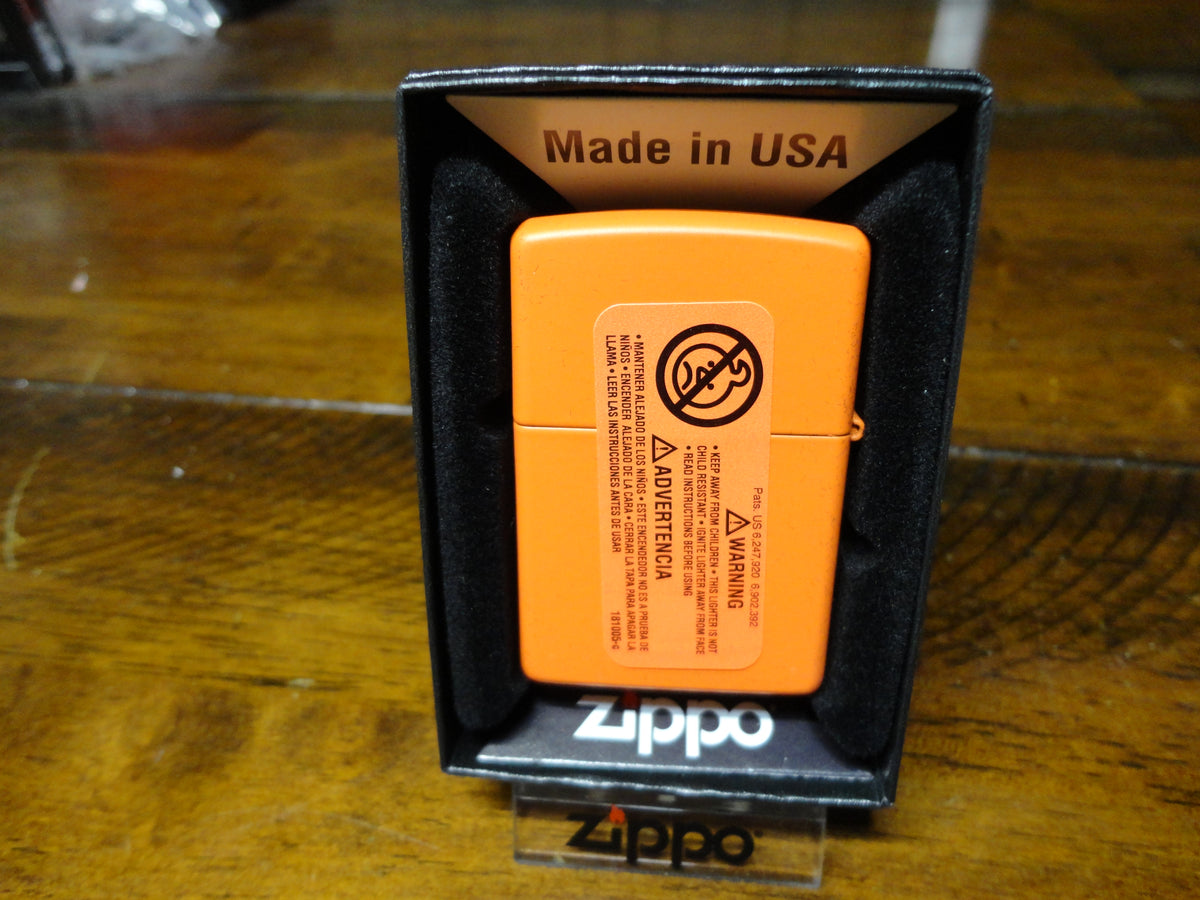 Made in USA
Pats. US 6,247,920 6,902,392
⚠ WARNING
• KEEP AWAY FROM CHILDREN • THIS LIGHTER IS NOT
CHILD RESISTANT • IGNITE LIGHTER AWAY FROM FACE
• READ INSTRUCTIONS BEFORE USING
⚠ ADVERTENCIA
• MANTENER ALEJADO DE LOS NIÑOS • ESTE ENCENDEDOR NO ES A PRUEBA DE
NIÑOS • ENCENDER ALEJADO DE LA CARA • CERRAR LA TAPA PARA APAGAR LA
LLAMA • LEER LAS INSTRUCCIONES ANTES DE USAR 181005-G
zippo
zippo